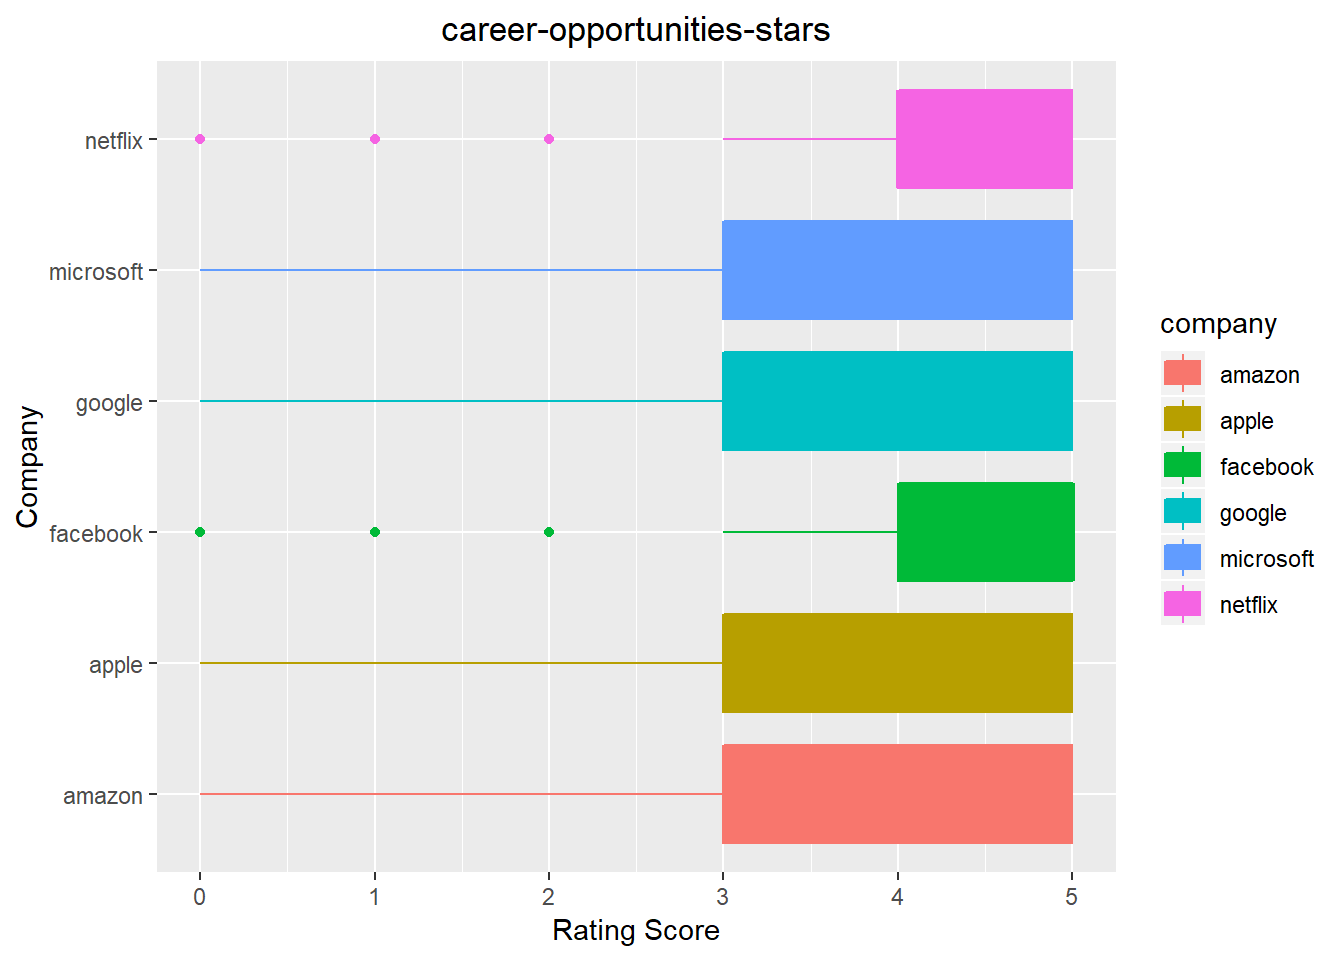 career-opportunities-stars
netflix
microsoft
google
facebook
apple
amazon
Company
0 1 2 3 4 5
Rating Score
company
amazon
apple
facebook
google
microsoft
netflix